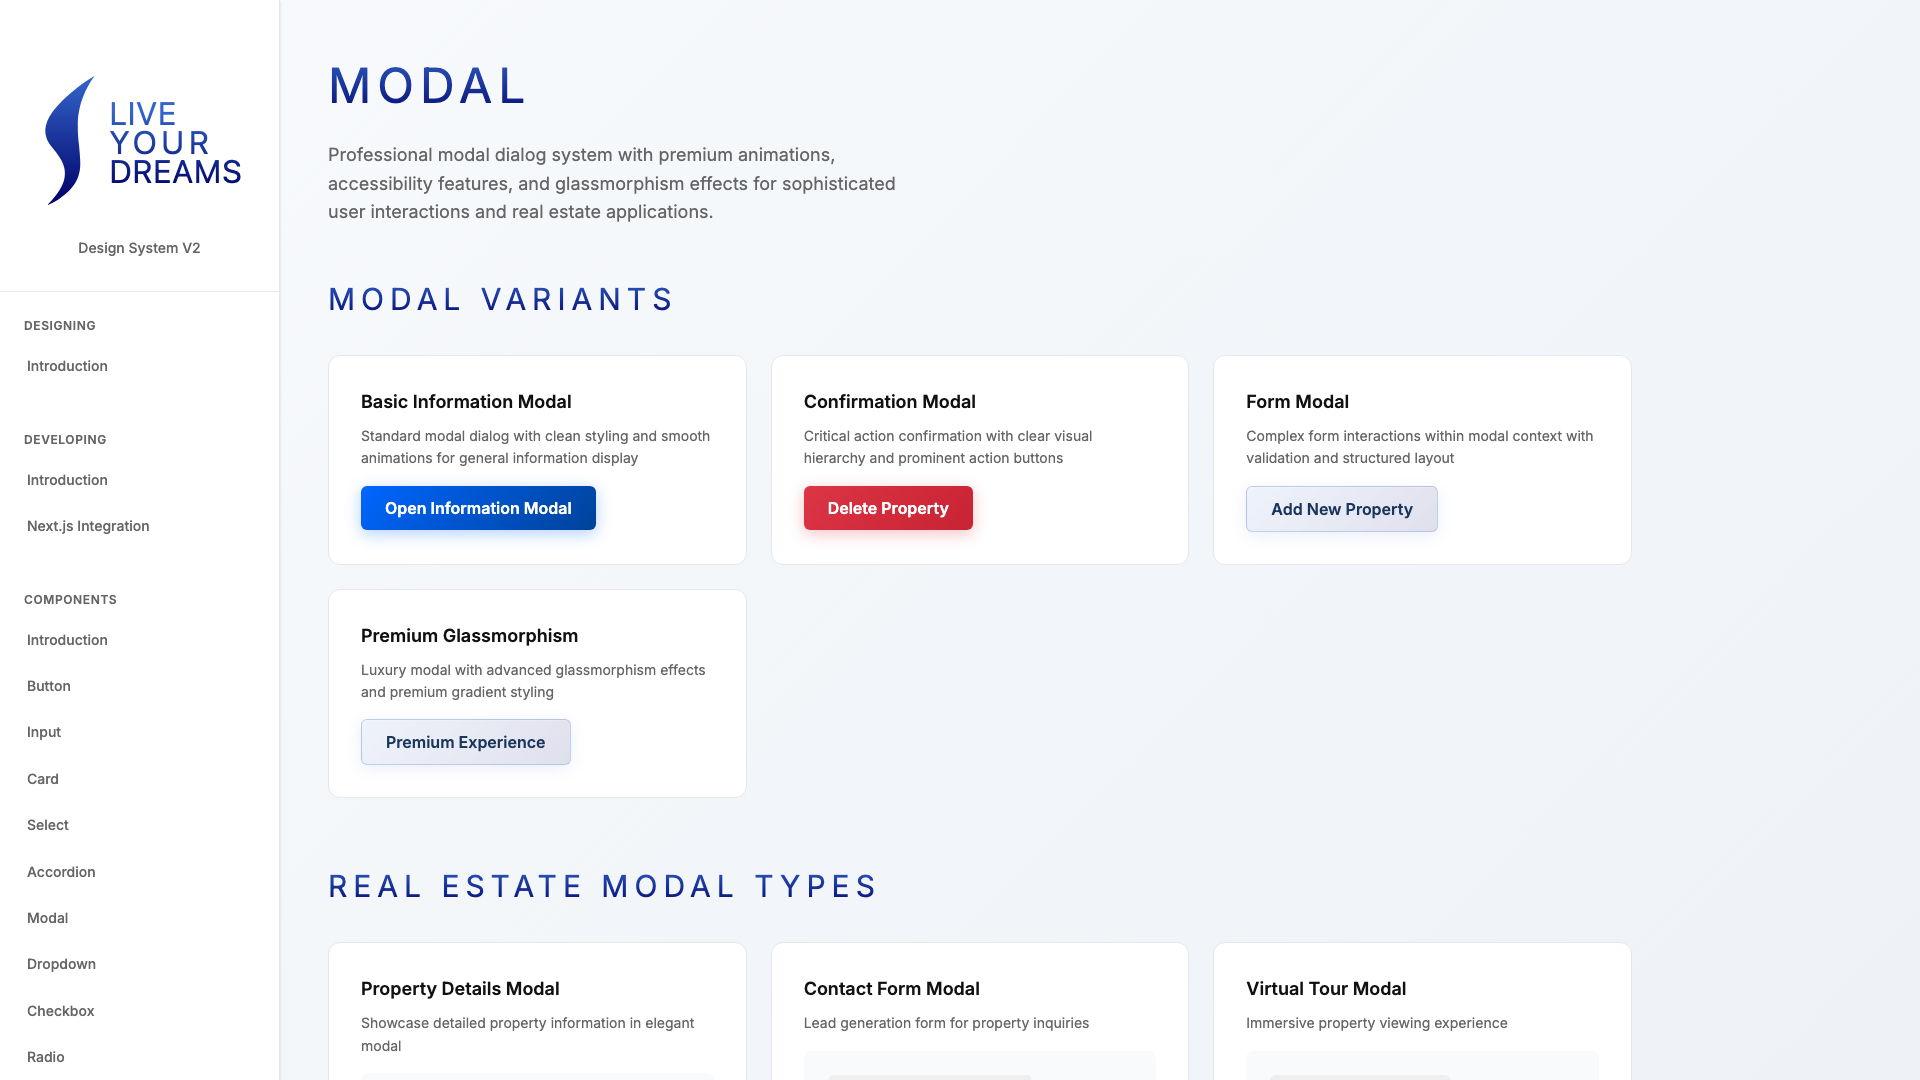 LIVE
YOUR
DREAMS
Design System V2
DESIGNING
Introduction
DEVELOPING
Introduction
Next.js Integration
COMPONENTS
Introduction
Button
Input
Card
Select
Accordion
Modal
Dropdown
Checkbox
Radio
MODAL
Professional modal dialog system with premium animations,
accessibility features, and glassmorphism effects for sophisticated
user interactions and real estate applications.
MODAL VARIANTS
Basic Information Modal
Standard modal dialog with clean styling and smooth
animations for general information display
Open Information Modal
Confirmation Modal
Critical action confirmation with clear visual
hierarchy and prominent action buttons
Delete Property
Form Modal
Complex form interactions within modal context with
validation and structured layout
Add New Property
Premium Glassmorphism
Luxury modal with advanced glassmorphism effects
and premium gradient styling
Premium Experience
REAL ESTATE MODAL TYPES
Property Details Modal
Showcase detailed property information in elegant
modal
Contact Form Modal
Lead generation form for property inquiries
Virtual Tour Modal
Immersive property viewing experience